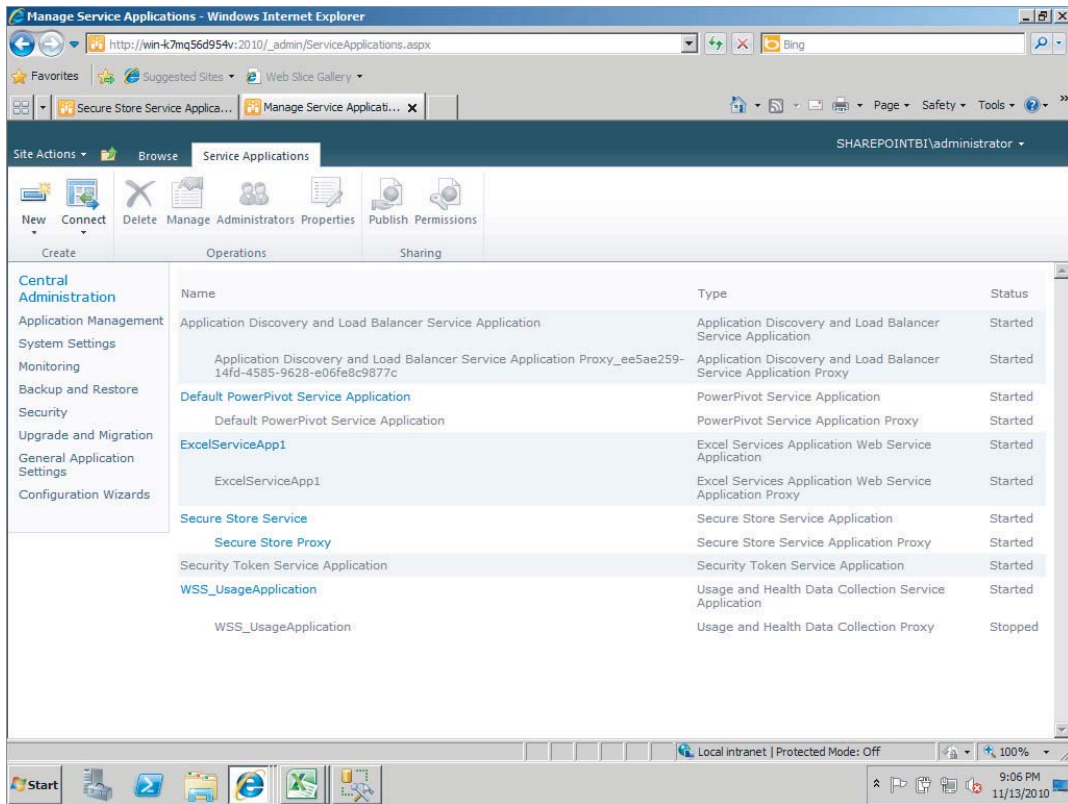 Manage Service Applications - Windows Internet Explorer
http://win-k7mq56d954v:2010/_admin/ServiceApplications.aspx
Bing
Favorites
Suggested Sites
Web Slice Gallery
Secure Store Service Applica...
Manage Service Applicati...
Page
Safety
Tools
Site Actions
Browse
Service Applications
SHAREPOINTBI\administrator
New
Connect
Delete
Manage
Administrators
Properties
Publish
Permissions
Create
Operations
Sharing
Central
Administration
Application Management
System Settings
Monitoring
Backup and Restore
Security
Upgrade and Migration
General Application
Settings
Configuration Wizards
Name Type Status
Application Discovery and Load Balancer Service Application
Application Discovery and Load Balancer
Service Application
Started
Application Discovery and Load Balancer Service Application Proxy_ee5ae259-
14fd-4585-9628-e06fe8c9877c
Application Discovery and Load Balancer
Service Application Proxy
Started
Default PowerPivot Service Application PowerPivot Service Application Started
Default PowerPivot Service Application PowerPivot Service Application Proxy Started
ExcelServiceApp1
Excel Services Application Web Service
Application
Started
ExcelServiceApp1
Excel Services Application Web Service
Application Proxy
Started
Secure Store Service Secure Store Service Application Started
Secure Store Proxy Secure Store Service Application Proxy Started
Security Token Service Application Security Token Service Application Started
WSS_UsageApplication
Usage and Health Data Collection Service
Application
Started
WSS_UsageApplication Usage and Health Data Collection Proxy Stopped
Local intranet | Protected Mode: Off
100%
Start
9:06 PM
11/13/2010